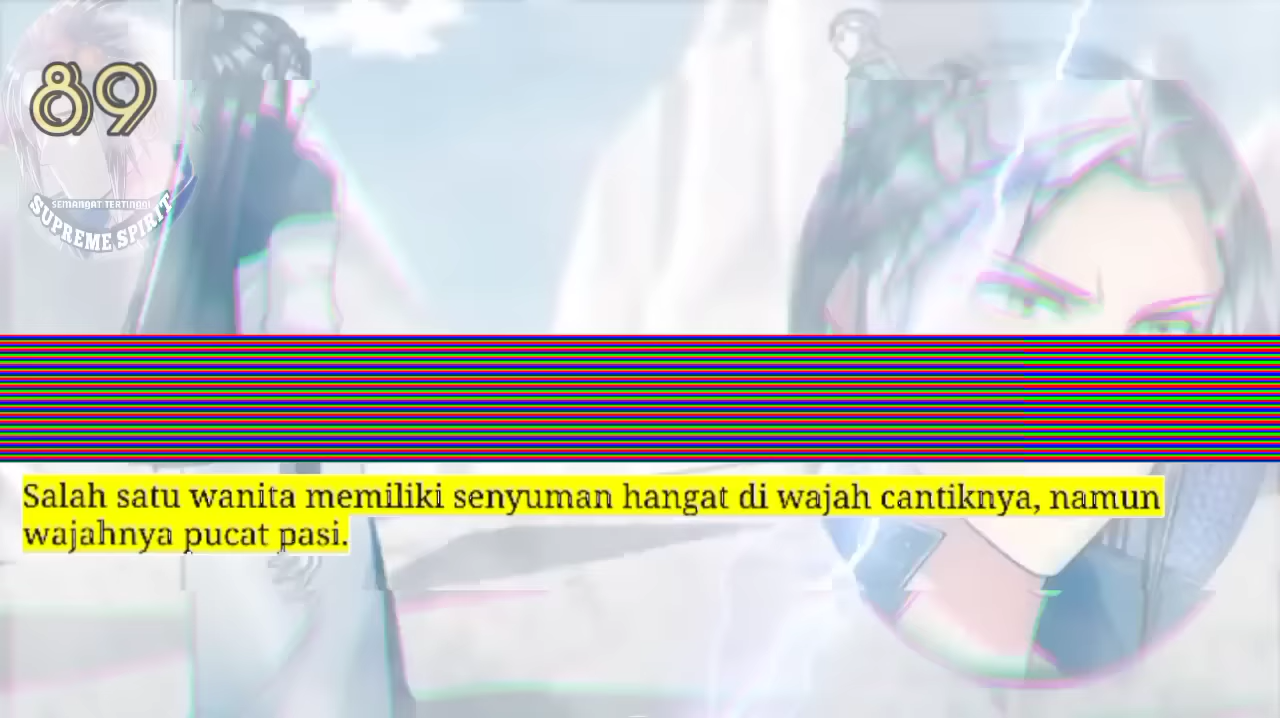 89
SEMANGAT TERTINGGI
SUPREME SPIRIT
Salah satu wanita memiliki senyuman hangat di wajah cantiknya, namun
wajahnya pucat pasi.